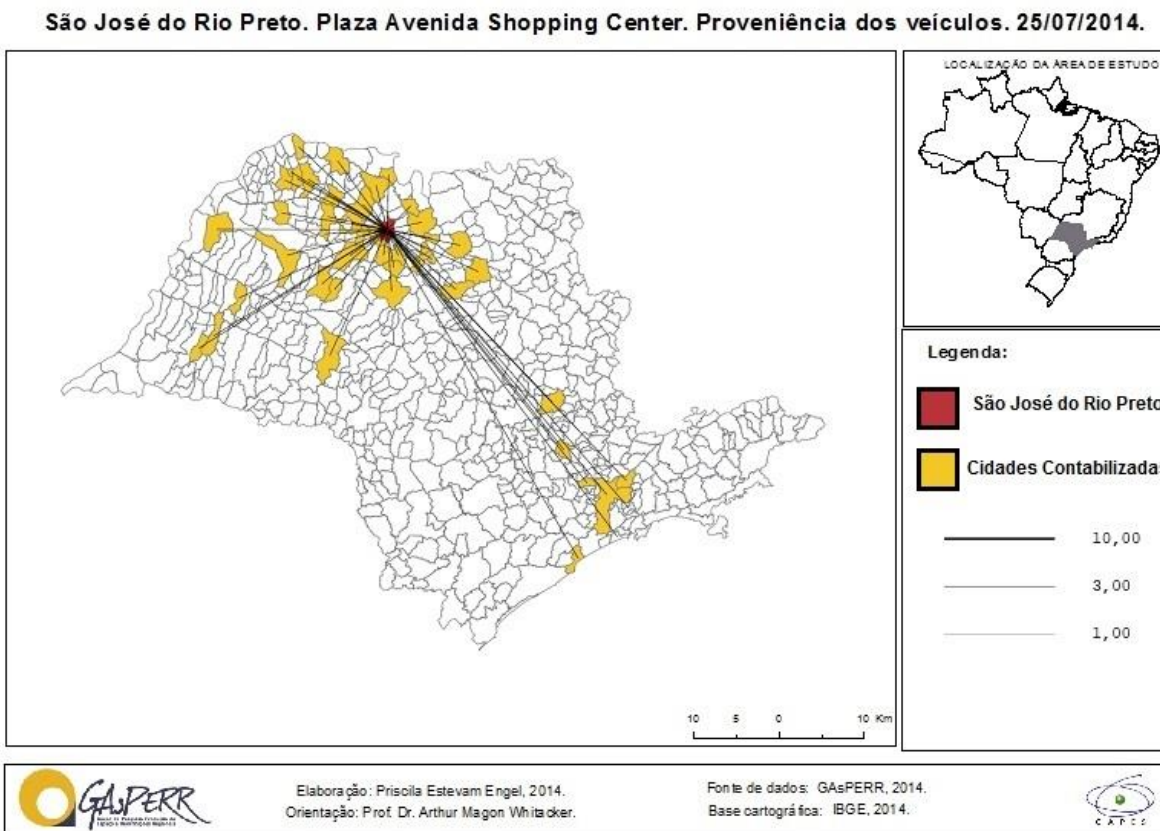 São José do Rio Preto. Plaza Avenida Shopping Center. Proveniência dos veículos. 25/07/2014.
LOCALIZAÇÃO DA ÁREA DE ESTUDO
Legenda:
São José do Rio Preto
Cidades Contabilizadas
10,00
3,00
1,00
10 5 0 10 Km
GAsPERR
Elaboração: Priscila Estevam Engel, 2014.
Orientação: Prof. Dr. Arthur Magon Whitacker.
Fonte de dados: GAsPERR, 2014.
Base cartográfica: IBGE, 2014.
CAPES